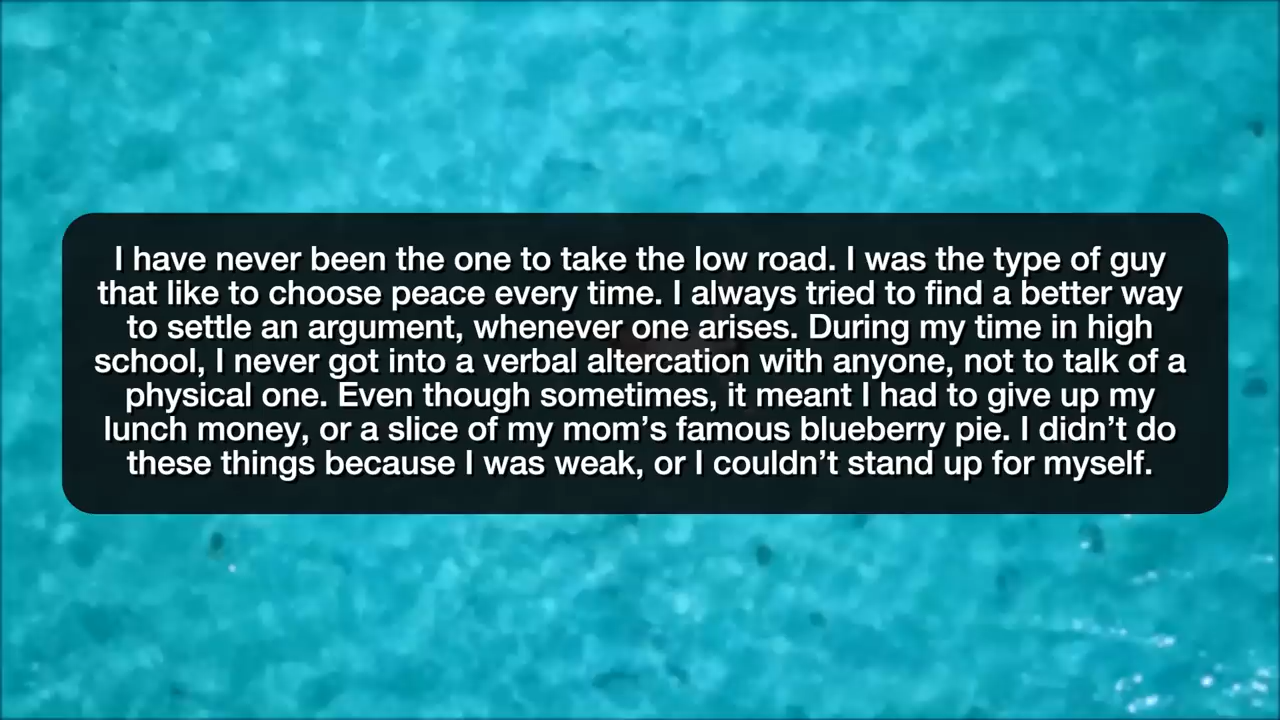 I have never been the one to take the low road. I was the type of guy
that like to choose peace every time. I always tried to find a better way
to settle an argument, whenever one arises. During my time in high
school, I never got into a verbal altercation with anyone, not to talk of a
physical one. Even though sometimes, it meant I had to give up my
lunch money, or a slice of my mom’s famous blueberry pie. I didn’t do
these things because I was weak, or I couldn’t stand up for myself.